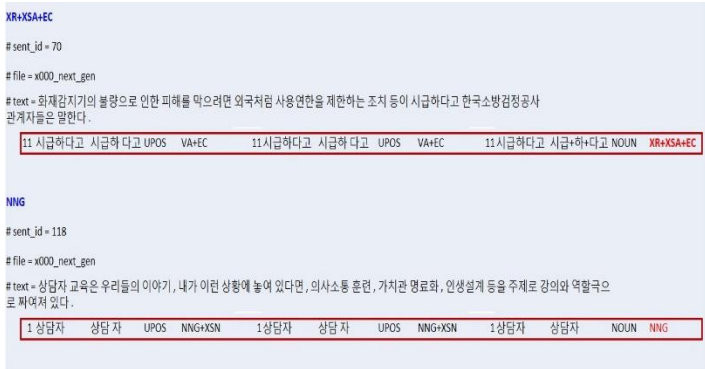 XR+XSA+EC
# sent_id = 70
# file = x000_next_gen
# text = 화재감지기의 불량으로 인한 피해를 막으려면 외국처럼 사용연한을 제한하는 조치 등이 시급하다고 한국소방검정공사
관계자들은 말한다 .
11 시급하다고 시급하 다고 UPOS VA+EC 11시급하다고 시급하 다고 UPOS VA+EC 11시급하다고 시급+하+다고 NOUN XR+XSA+EC
NNG
# sent_id = 118
# file = x000_next_gen
# text = 상담자 교육은 우리들의 이야기 , 내가 이런 상황에 놓여 있다면 , 의사소통 훈련 , 가치관 명료화 , 인생설계 등을 주제로 강의와 역할극으
로 짜여져 있다 .
1 상담자 상담 자 UPOS NNG+XSN 1상담자 상담 자 UPOS NNG+XSN 1상담자 상담자 NOUN NNG